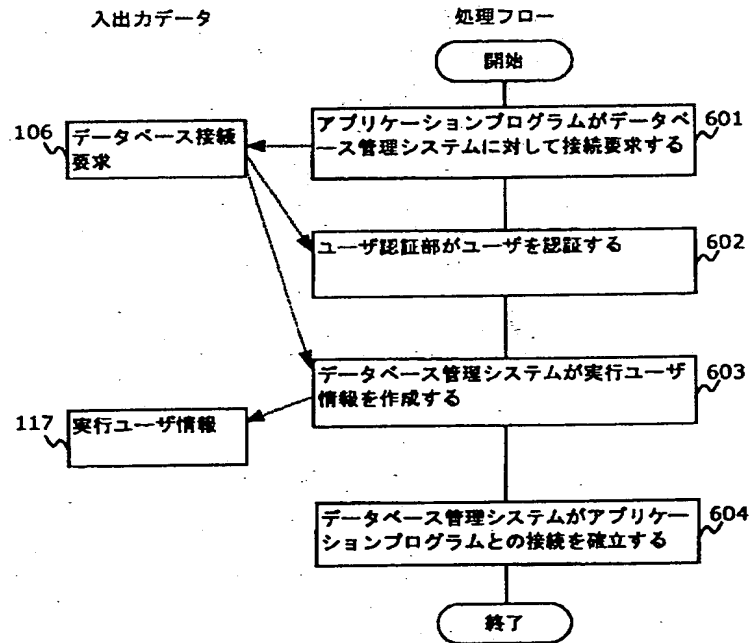 入出力データ
処理フロー
開始
アプリケーションプログラムがデータベ
ース管理システムに対して接続要求する
601
106
データベース接続
要求
ユーザ認証部がユーザを認証する
602
データベース管理システムが実行ユーザ
情報を作成する
603
117
実行ユーザ情報
データベース管理システムがアプリケー
ションプログラムとの接続を確立する
604
終了